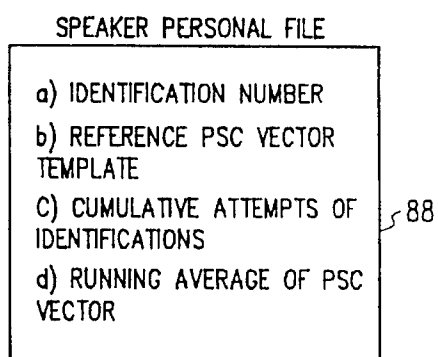 SPEAKER PERSONAL FILE
a) IDENTIFICATION NUMBER
b) REFERENCE PSC VECTOR
TEMPLATE
C) CUMULATIVE ATTEMPTS OF
IDENTIFICATIONS
88
d) RUNNING AVERAGE OF PSC
VECTOR